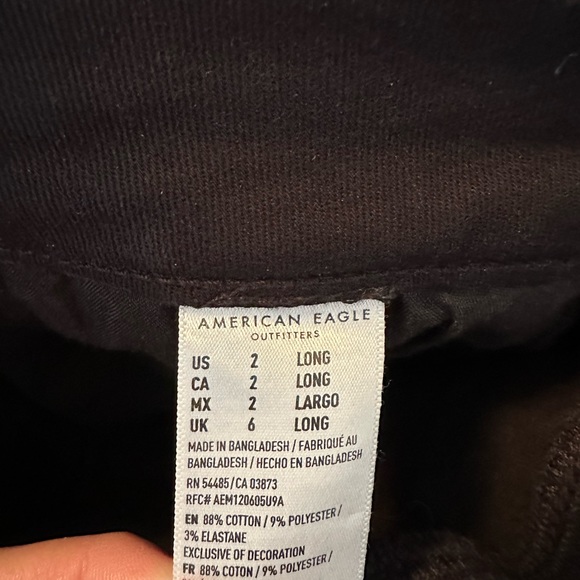 AMERICAN EAGLE
OUTFITTERS
US 2 LONG
CA 2 LONG
MX 2 LARGO
UK 6 LONG
MADE IN BANGLADESH / FABRIQUÉ AU
BANGLADESH / HECHO EN BANGLADESH
RN 54485/CA 03873
RFC# AEM120605U9A
EN 88% COTTON / 9% POLYESTER /
3% ELASTANE
EXCLUSIVE OF DECORATION
FR 88% COTON / 9% POLYESTER /